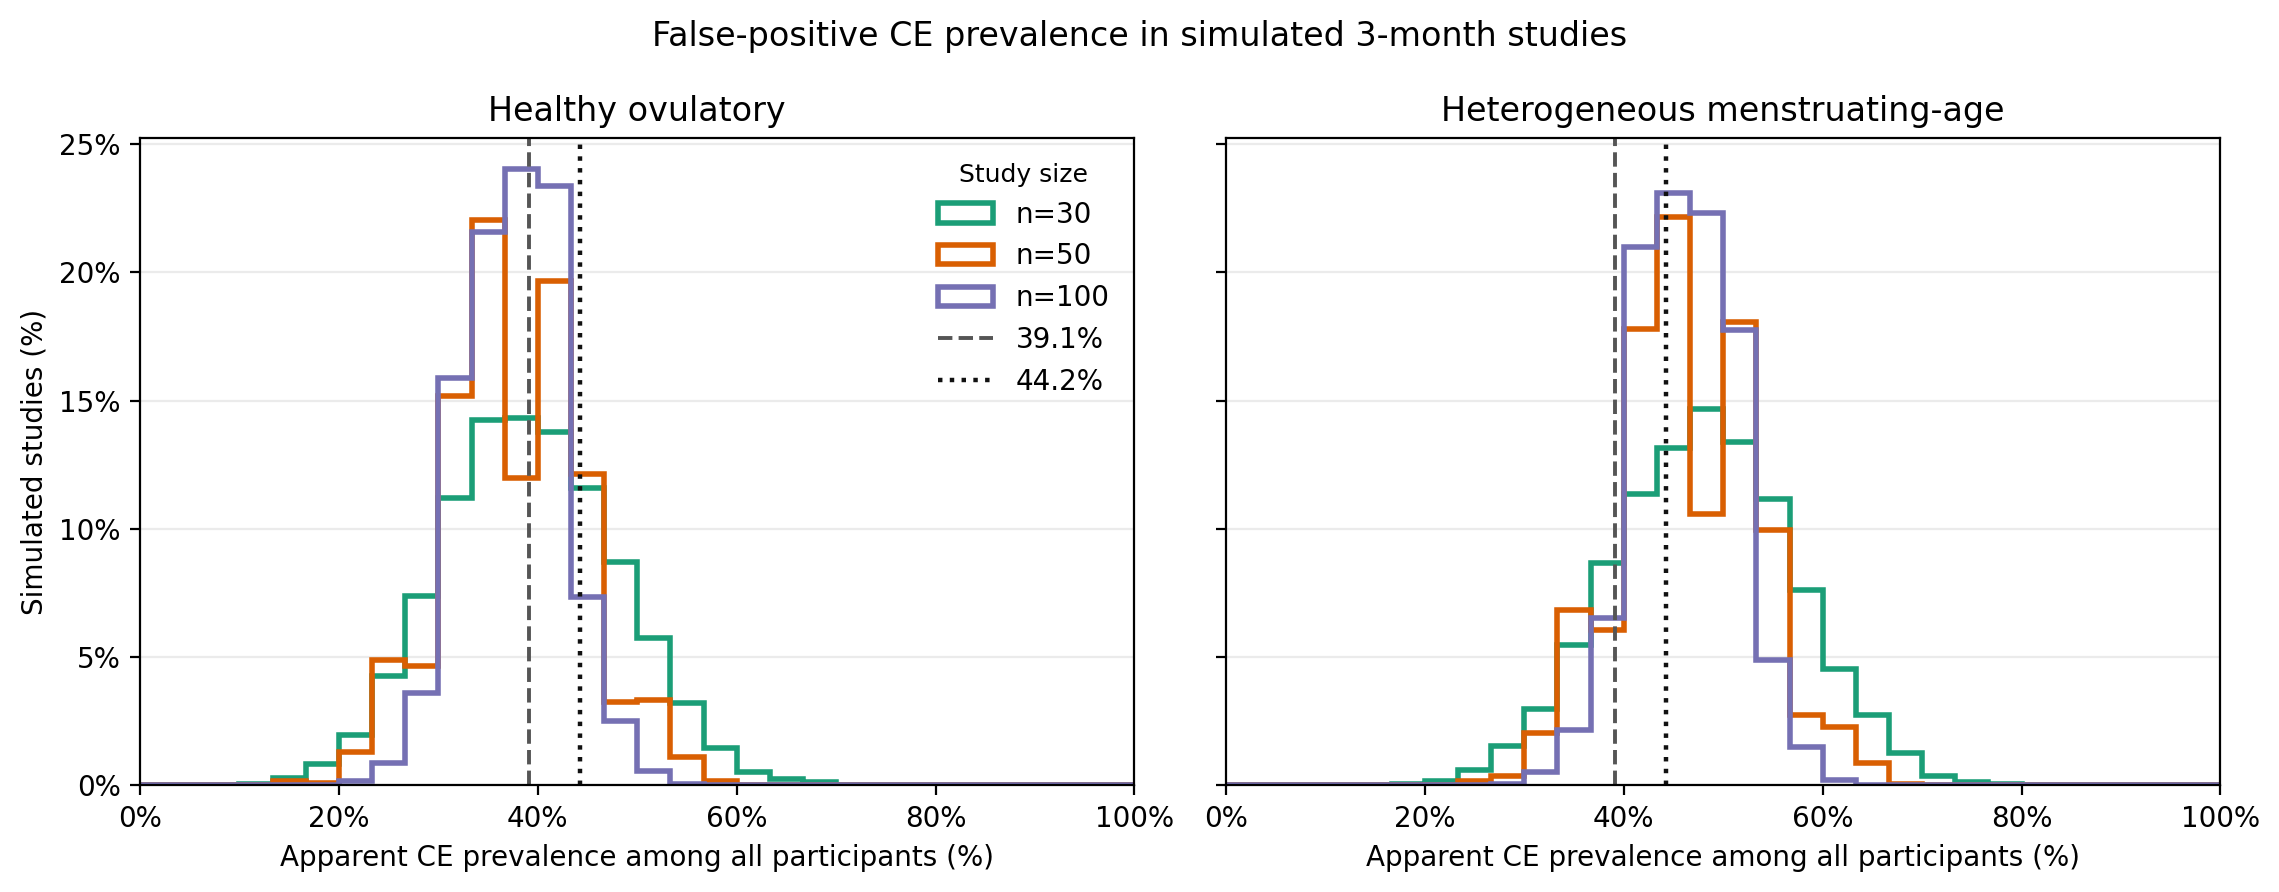 False-positive CE prevalence in simulated 3-month studies
Healthy ovulatory
Heterogeneous menstruating-age
25%
20%
15%
10%
5%
0%
Simulated studies (%)
Study size
n=30
n=50
n=100
39.1%
44.2%
0%
20%
40%
60%
80%
100%
0%
20%
40%
60%
80%
100%
Apparent CE prevalence among all participants (%)
Apparent CE prevalence among all participants (%)